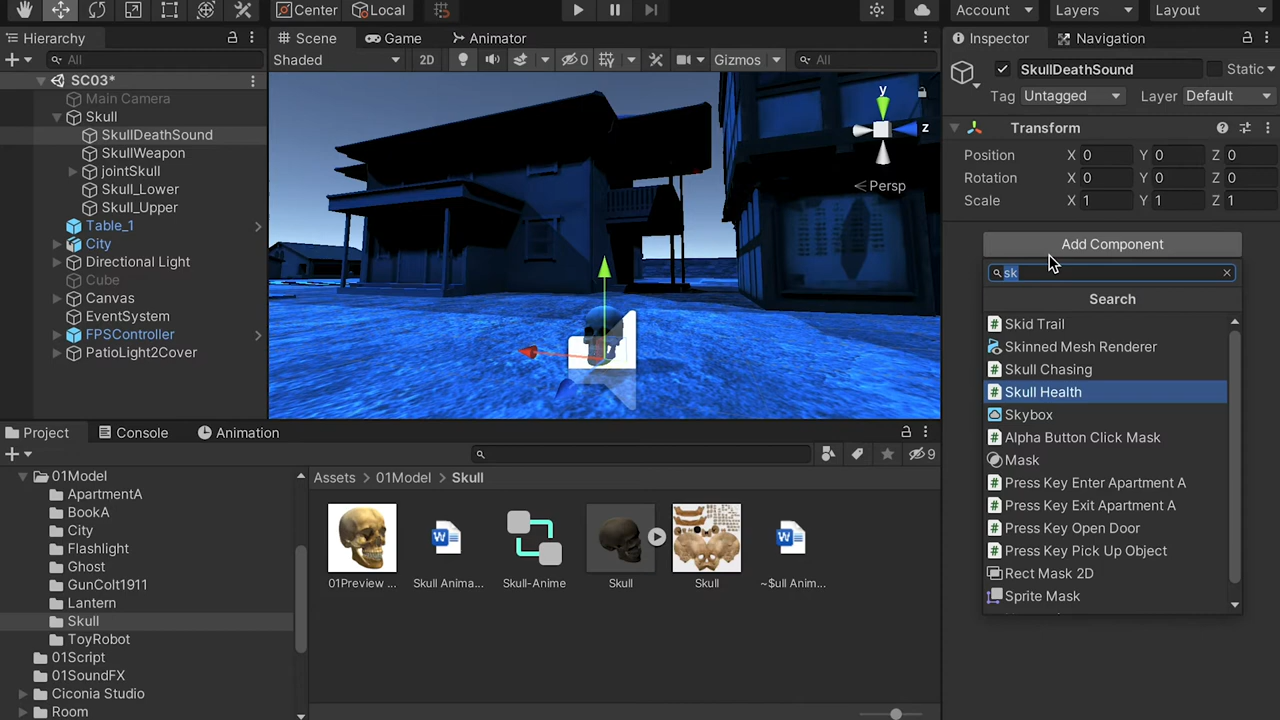 Center Local Account Layers Layout
Hierarchy
All
SC03*
Main Camera
Skull
SkullDeathSound
SkullWeapon
jointSkull
Skull_Lower
Skull_Upper
Table_1
City
Directional Light
Cube
Canvas
EventSystem
FPSController
PatioLight2Cover
Scene Game Animator
Shaded 2D 0 Gizmos All
y
z
Persp
Inspector Navigation
SkullDeathSound Static
Tag Untagged Layer Default
Transform
Position X 0 Y 0 Z 0
Rotation X 0 Y 0 Z 0
Scale X 1 Y 1 Z 1
Add Component
sk
Search
Skid Trail
Skinned Mesh Renderer
Skull Chasing
Skull Health
Skybox
Alpha Button Click Mask
Mask
Press Key Enter Apartment A
Press Key Exit Apartment A
Press Key Open Door
Press Key Pick Up Object
Rect Mask 2D
Sprite Mask
Project Console Animation
9
01Model
ApartmentA
BookA
City
Flashlight
Ghost
GunColt1911
Lantern
Skull
ToyRobot
01Script
01SoundFX
Ciconia Studio
Room
Assets > 01Model > Skull
01Preview ... Skull Anima... Skull-Anime Skull Skull ~$ull Anim...